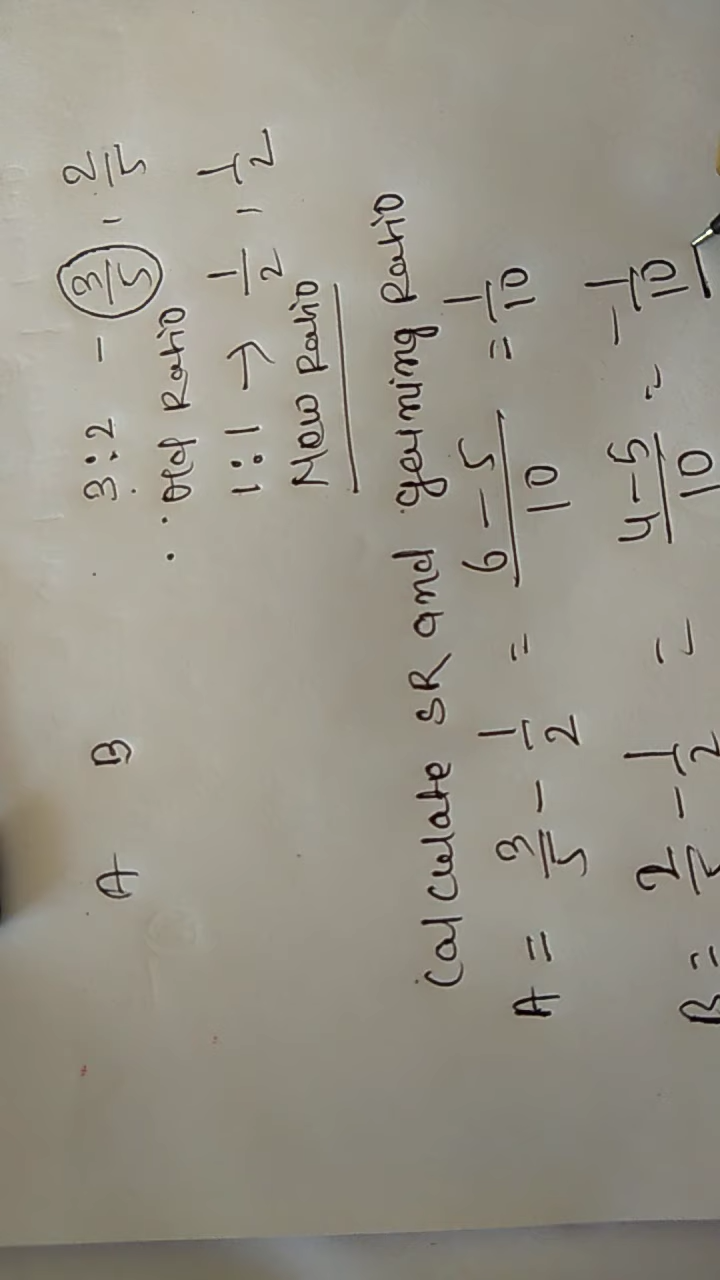 A B 3:2 - 3/5, 2/5
Old Ratio
1:1 → 1/2, 1/2
New Ratio
Calculate SR and gaining Ratio
A = 3/5 - 1/2 = 6-5/10 = 1/10
B = 2/5 - 1/2 = 4-5/10 = -1/10